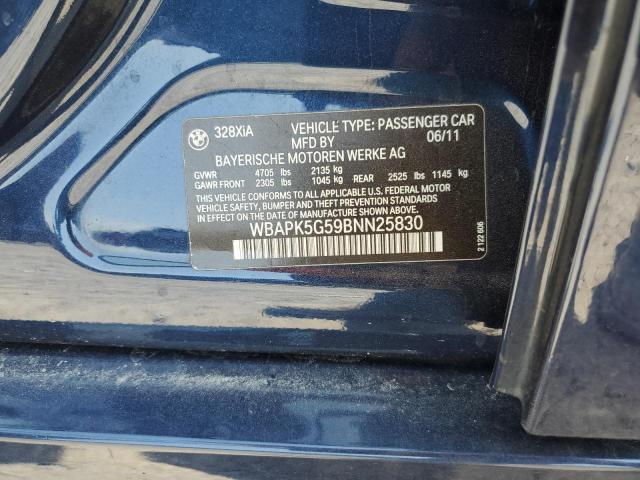 BMW
328XiA VEHICLE TYPE: PASSENGER CAR
MFD BY 06/11
BAYERISCHE MOTOREN WERKE AG
GVWR 4705 lbs 2135 kg
GAWR FRONT 2305 lbs 1045 kg REAR 2525 lbs 1145 kg
THIS VEHICLE CONFORMS TO ALL APPLICABLE U.S. FEDERAL MOTOR
VEHICLE SAFETY, BUMPER AND THEFT PREVENTION STANDARDS IN
EFFECT ON THE DATE OF MANUFACTURE SHOWN ABOVE.
WBAPK5G59BNN25830
2 122 606